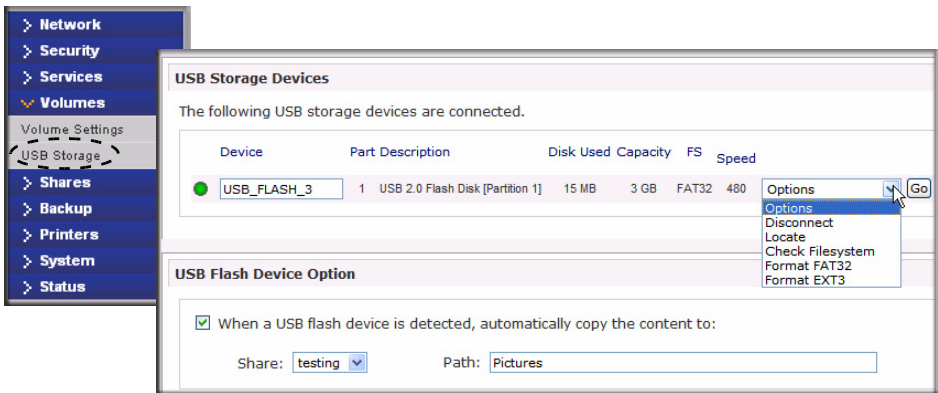 Network
Security
Services
Volumes
Volume Settings
USB Storage
Shares
Backup
Printers
System
Status
USB Storage Devices
The following USB storage devices are connected.
Device Part Description Disk Used Capacity FS Speed
USB_FLASH_3 1 USB 2.0 Flash Disk [Partition 1] 15 MB 3 GB FAT32 480 Options Go
Options
Disconnect
Locate
Check Filesystem
Format FAT32
Format EXT3
USB Flash Device Option
When a USB flash device is detected, automatically copy the content to:
Share: testing Path: Pictures